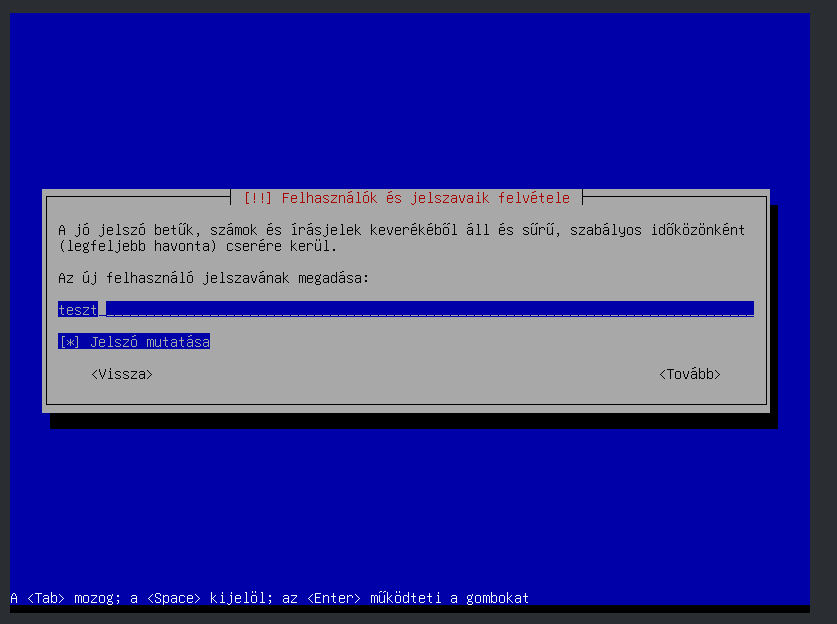 [!!] Felhasználók és jelszavaik felvétele
A jó jelszó betűk, számok és írásjelek keverékéből áll és sűrű, szabályos időközönként
(legfeljebb havonta) cserére kerül.
Az új felhasználó jelszavának megadása:
teszt
[*] Jelszó mutatása
<Vissza> <Tovább>
A <Tab> mozog; a <Space> kijelöl; az <Enter> működteti a gombokat